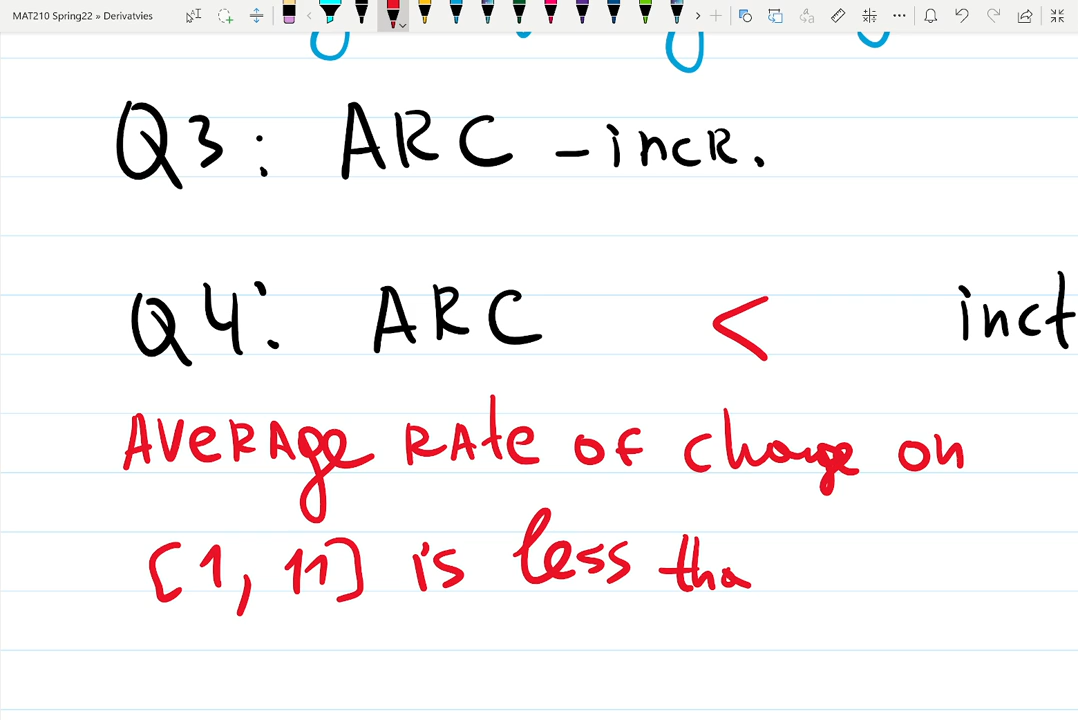 MAT210 Spring22 » Derivatvies
Q3: ARC - incR.
Q4: ARC < inct
AVeRAge RAte of change on
[1, 11] is less tha